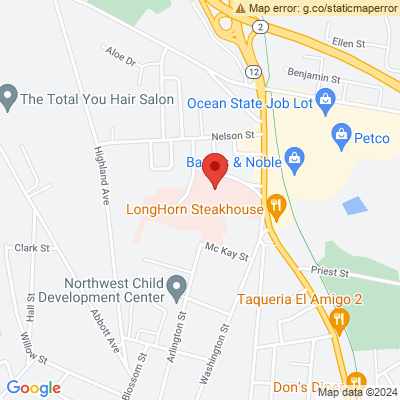 Map error: g.co/staticmaperror
2
Ellen St
Aloe Dr
12
Benjamin St
The Total You Hair Salon
Ocean State Job Lot
Nelson St
Petco
Highland Ave
Barnes & Noble
LongHorn Steakhouse
Clark St
Mc Kay St
Priest St
Northwest Child
Development Center
Taqueria El Amigo 2
Hall St
Abbott Ave
Arlington St
Willow St
Washington St
Blossom St
Don's Diner
Google
Map data ©2024